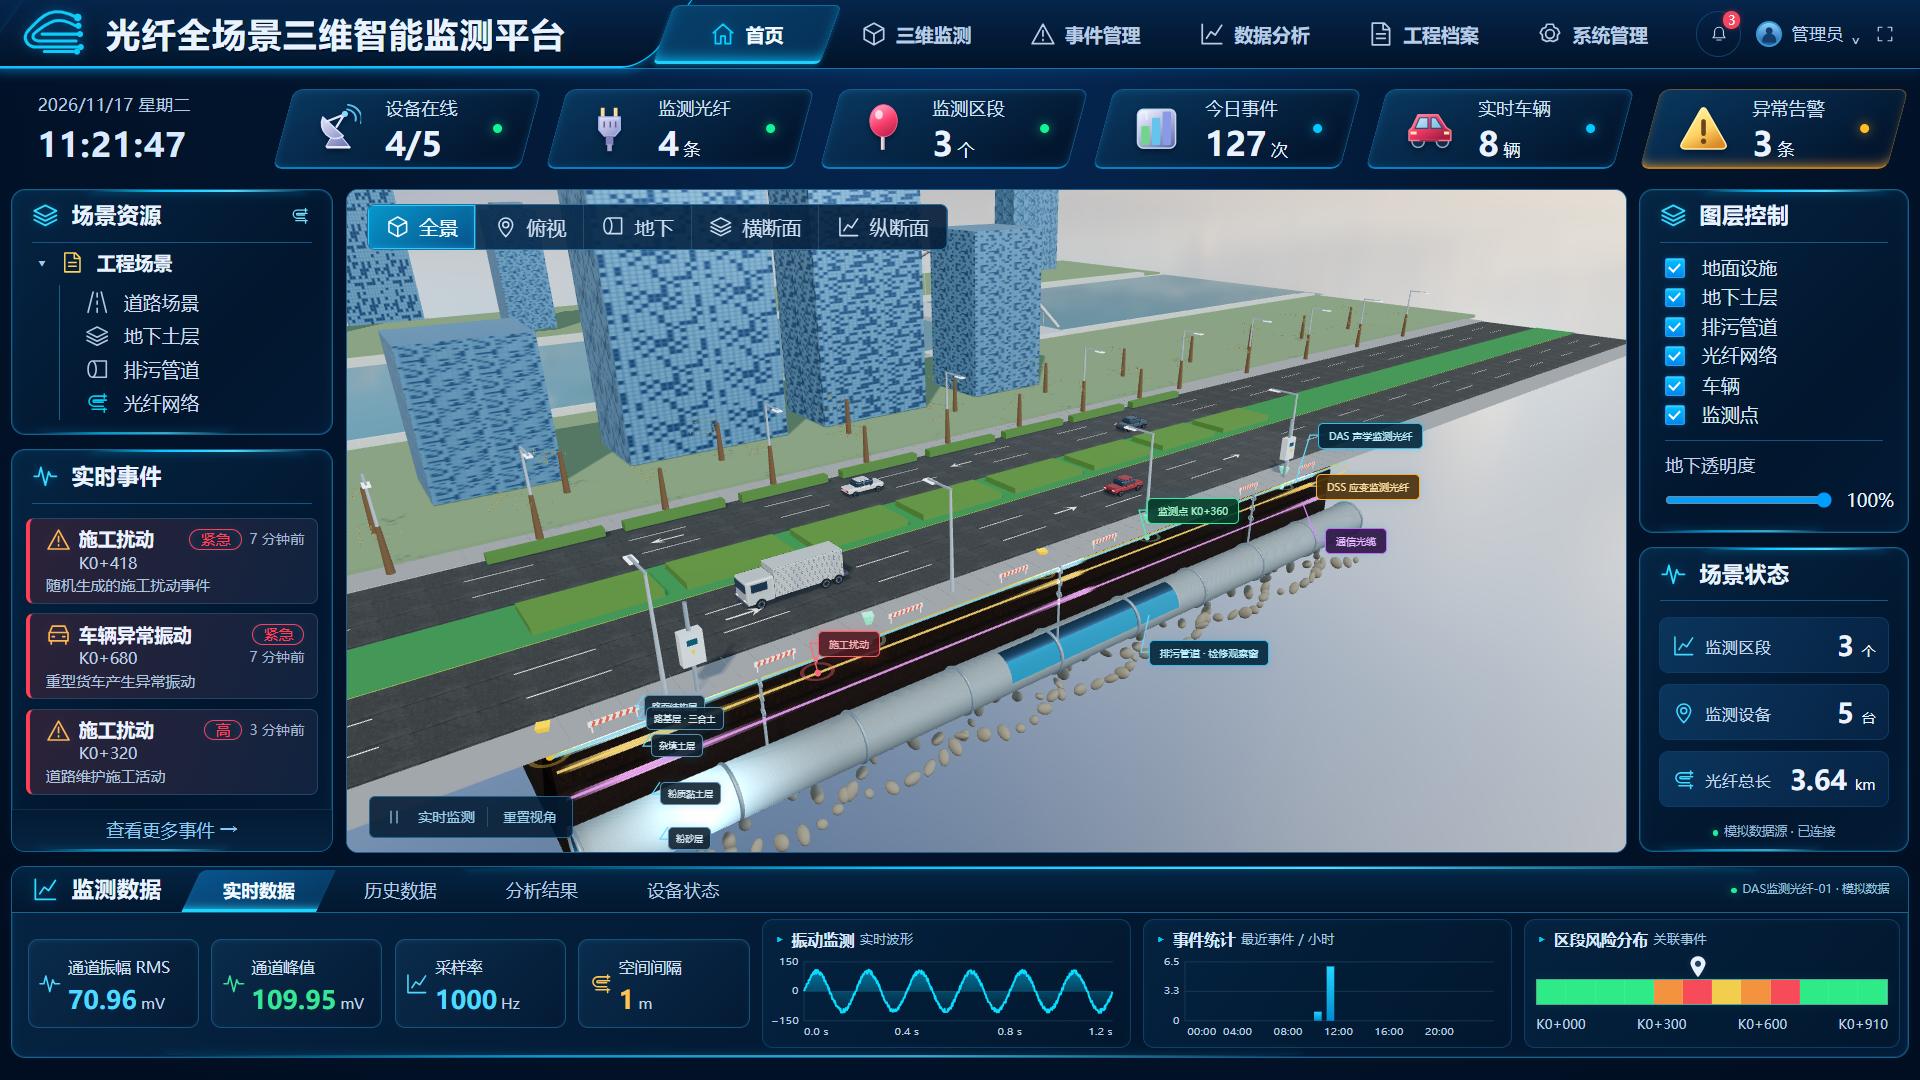 光纤全场景三维智能监测平台
首页
三维监测
事件管理
数据分析
工程档案
系统管理
3
管理员
2026/11/17 星期二
11:21:47
设备在线
4/5
监测光纤
4 条
监测区段
3 个
今日事件
127 次
实时车辆
8 辆
异常告警
3 条
场景资源
工程场景
道路场景
地下土层
排污管道
光纤网络
实时事件
施工扰动 紧急 7 分钟前
K0+418
随机生成的施工扰动事件
车辆异常振动 紧急
K0+680 7 分钟前
重型货车产生异常振动
施工扰动 高 3 分钟前
K0+320
道路维护施工活动
查看更多事件 →
全景
俯视
地下
横断面
纵断面
DAS 声学监测光纤
DSS 应变监测光纤
监测点 K0+360
通信光缆
施工扰动
排污管道 · 检修观察窗
路基层 · 三合土
杂填土层
粉质黏土层
粉砂层
实时监测
重置视角
图层控制
地面设施
地下土层
排污管道
光纤网络
车辆
监测点
地下透明度
100%
场景状态
监测区段 3 个
监测设备 5 台
光纤总长 3.64 km
模拟数据源 · 已连接
监测数据
实时数据
历史数据
分析结果
设备状态
DAS监测光纤-01 · 模拟数据
通道振幅 RMS
70.96 mV
通道峰值
109.95 mV
采样率
1000 Hz
空间间隔
1 m
振动监测 实时波形
150
0
−150
0.0 s 0.4 s 0.8 s 1.2 s
事件统计 最近事件 / 小时
6.5
3.3
0
00:00 04:00 08:00 12:00 16:00 20:00
区段风险分布 关联事件
K0+000 K0+300 K0+600 K0+910